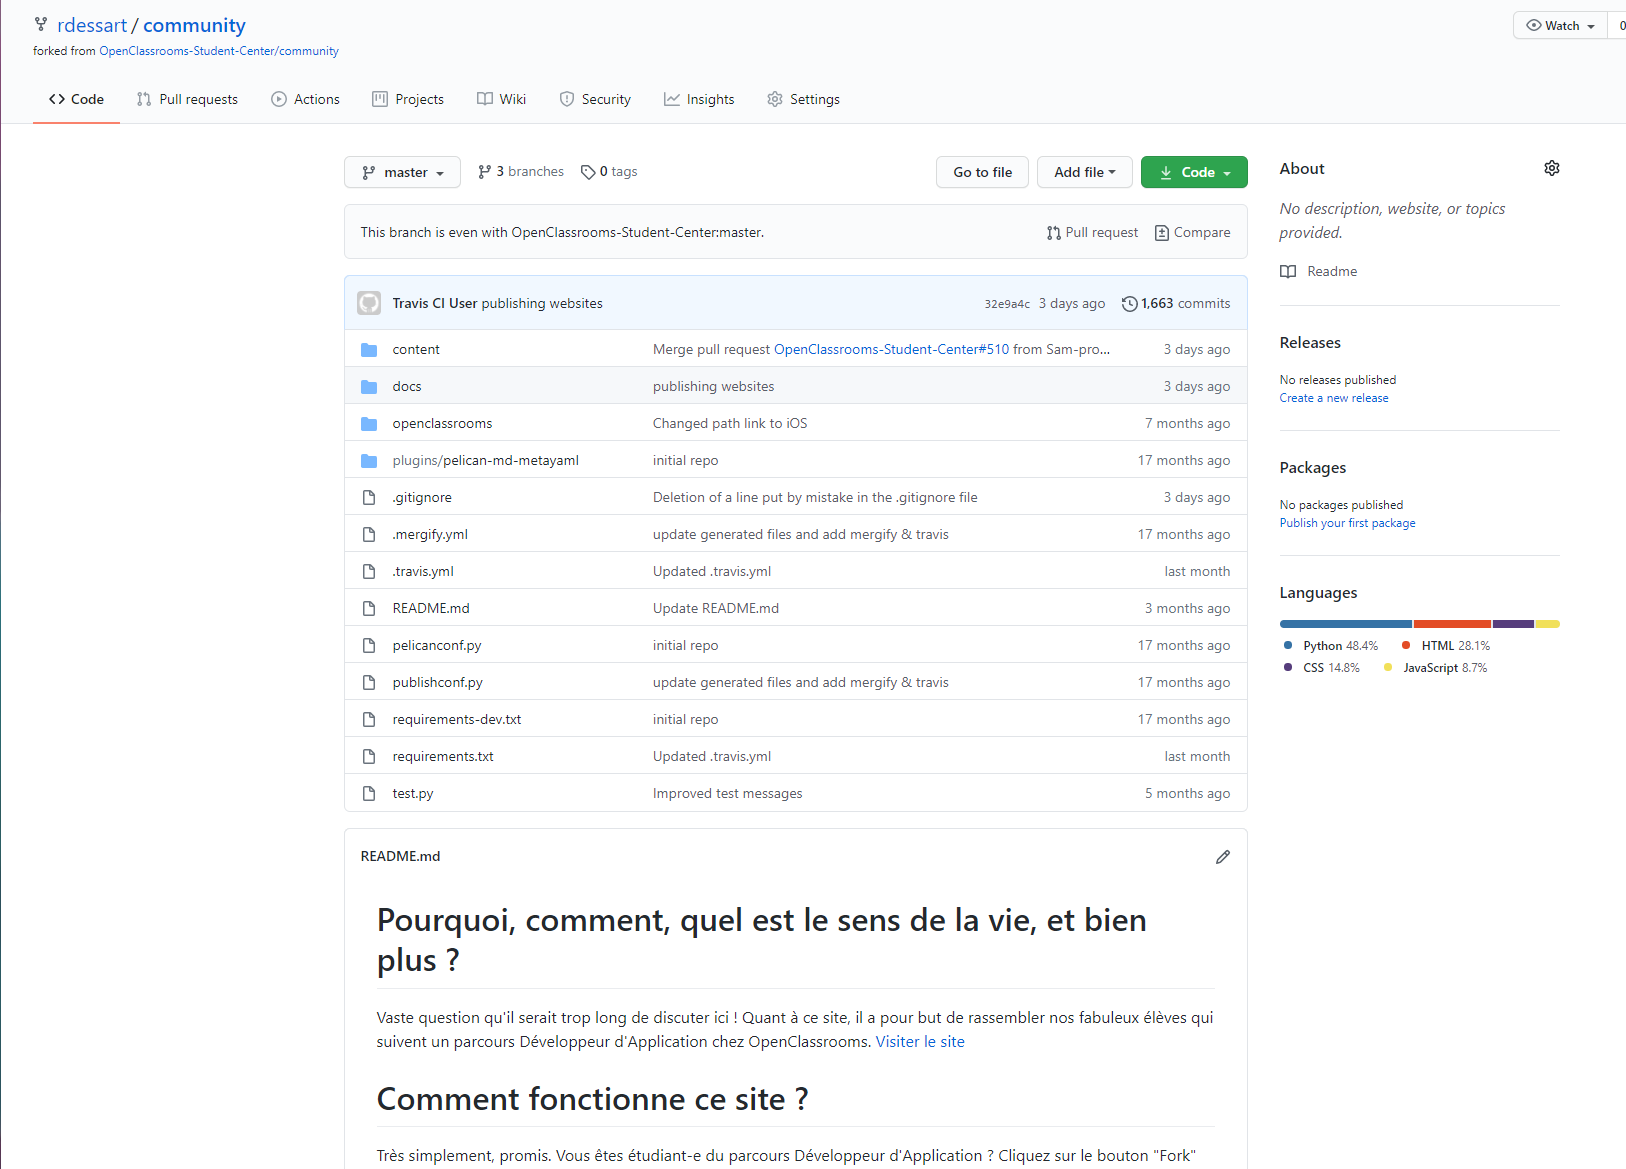 rdessart / community
Watch
0
forked from OpenClassrooms-Student-Center/community
Code
Pull requests
Actions
Projects
Wiki
Security
Insights
Settings
master
3 branches
0 tags
Go to file
Add file
Code
This branch is even with OpenClassrooms-Student-Center:master.
Pull request
Compare
Travis CI User publishing websites
32e9a4c 3 days ago
1,663 commits
content Merge pull request OpenClassrooms-Student-Center#510 from Sam-pro... 3 days ago
docs publishing websites 3 days ago
openclassrooms Changed path link to iOS 7 months ago
plugins/pelican-md-metayaml initial repo 17 months ago
.gitignore Deletion of a line put by mistake in the .gitignore file 3 days ago
.mergify.yml update generated files and add mergify & travis 17 months ago
.travis.yml Updated .travis.yml last month
README.md Update README.md 3 months ago
pelicanconf.py initial repo 17 months ago
publishconf.py update generated files and add mergify & travis 17 months ago
requirements-dev.txt initial repo 17 months ago
requirements.txt Updated .travis.yml last month
test.py Improved test messages 5 months ago
README.md
Pourquoi, comment, quel est le sens de la vie, et bien
plus ?
Vaste question qu'il serait trop long de discuter ici ! Quant à ce site, il a pour but de rassembler nos fabuleux élèves qui
suivent un parcours Développeur d'Application chez OpenClassrooms. Visiter le site
Comment fonctionne ce site ?
Très simplement, promis. Vous êtes étudiant-e du parcours Développeur d'Application ? Cliquez sur le bouton "Fork"
About
No description, website, or topics
provided.
Readme
Releases
No releases published
Create a new release
Packages
No packages published
Publish your first package
Languages
Python 48.4% HTML 28.1%
CSS 14.8% JavaScript 8.7%